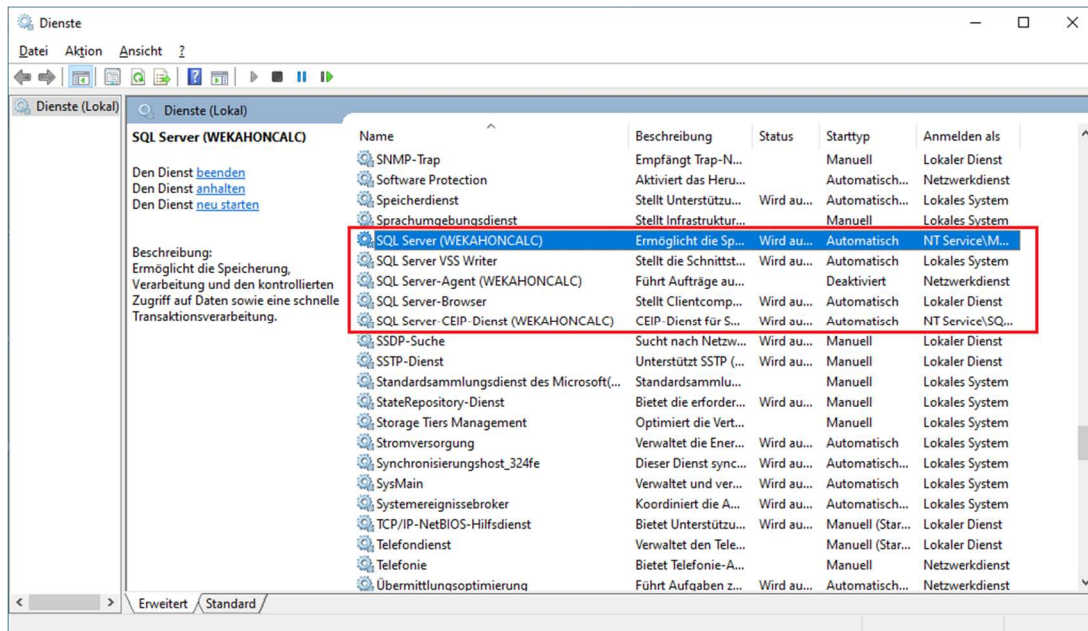 Dienste
Datei Aktion Ansicht ?
Dienste (Lokal)
Dienste (Lokal)
SQL Server (WEKAHONCALC)
Den Dienst beenden
Den Dienst anhalten
Den Dienst neu starten
Beschreibung:
Ermöglicht die Speicherung,
Verarbeitung und den kontrollierten
Zugriff auf Daten sowie eine schnelle
Transaktionsverarbeitung.
Name Beschreibung Status Starttyp Anmelden als
SNMP-Trap Empfängt Trap-N... Manuell Lokaler Dienst
Software Protection Aktiviert das Heru... Automatisch... Netzwerkdienst
Speicherdienst Stellt Unterstützu... Wird au... Automatisch... Lokales System
Sprachumgebungsdienst Stellt Infrastruktur... Manuell Lokales System
SQL Server (WEKAHONCALC) Ermöglicht die Sp... Wird au... Automatisch NT Service\M...
SQL Server VSS Writer Stellt die Schnittst... Wird au... Automatisch Lokales System
SQL Server-Agent (WEKAHONCALC) Führt Aufträge au... Deaktiviert Netzwerkdienst
SQL Server-Browser Stellt Clientcomp... Wird au... Automatisch Lokaler Dienst
SQL Server-CEIP-Dienst (WEKAHONCALC) CEIP-Dienst für S... Wird au... Automatisch NT Service\SQ...
SSDP-Suche Sucht nach Netzw... Wird au... Manuell Lokaler Dienst
SSTP-Dienst Unterstützt SSTP (... Wird au... Manuell Lokaler Dienst
Standardsammlungsdienst des Microsoft(... Standardsammlu... Manuell Lokales System
StateRepository-Dienst Bietet die erforder... Wird au... Manuell Lokales System
Storage Tiers Management Optimiert die Vert... Manuell Lokales System
Stromversorgung Verwaltet die Ener... Wird au... Automatisch Lokales System
Synchronisierungshost_324fe Dieser Dienst sync... Wird au... Automatisch... Lokales System
SysMain Verwaltet und ver... Wird au... Automatisch Lokales System
Systemereignissebroker Koordiniert die A... Wird au... Automatisch... Lokales System
TCP/IP-NetBIOS-Hilfsdienst Bietet Unterstützu... Wird au... Manuell (Star... Lokaler Dienst
Telefondienst Verwaltet den Tele... Manuell (Star... Lokaler Dienst
Telefonie Bietet Telefonie-A... Manuell Netzwerkdienst
Übermittlungsoptimierung Führt Aufgaben z... Wird au... Automatisch... Netzwerkdienst
Erweitert Standard